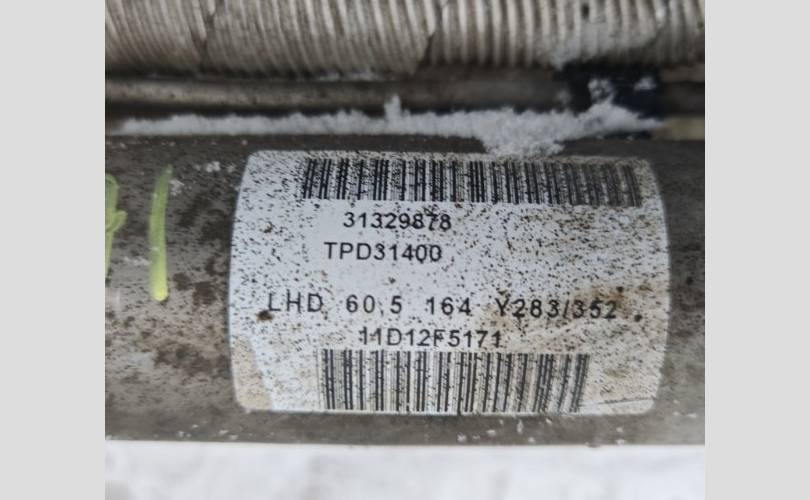 31329878
TPD31400
LHD 60,5 164 Y283/352
11D12F5171